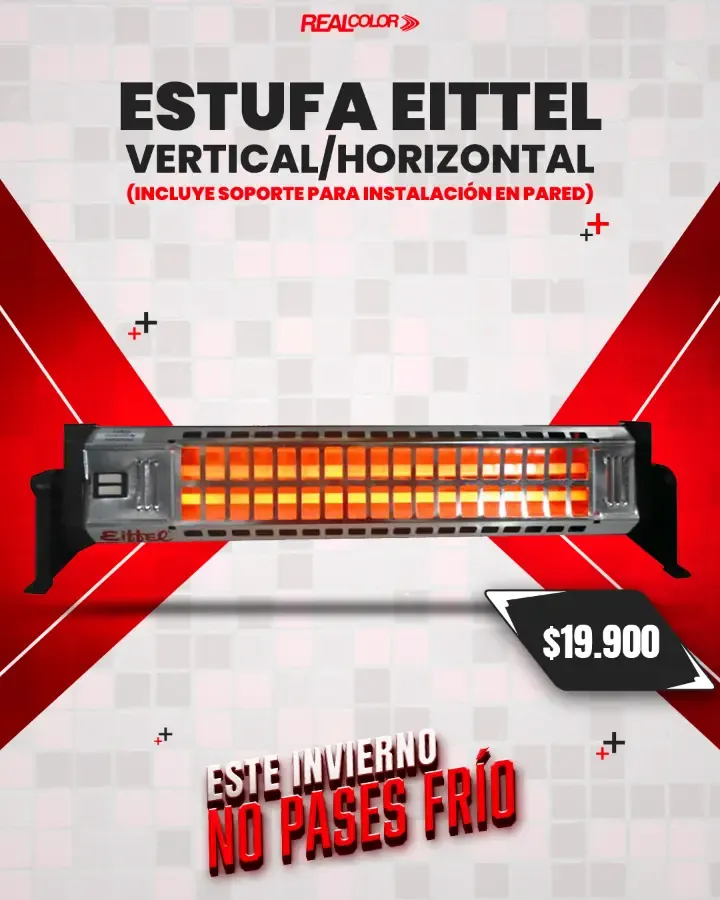 REALCOLOR
ESTUFA EITTEL
VERTICAL/HORIZONTAL
(INCLUYE SOPORTE PARA INSTALACIÓN EN PARED)
Eittel
$19.900
ESTE INVIERNO
NO PASES FRÍO